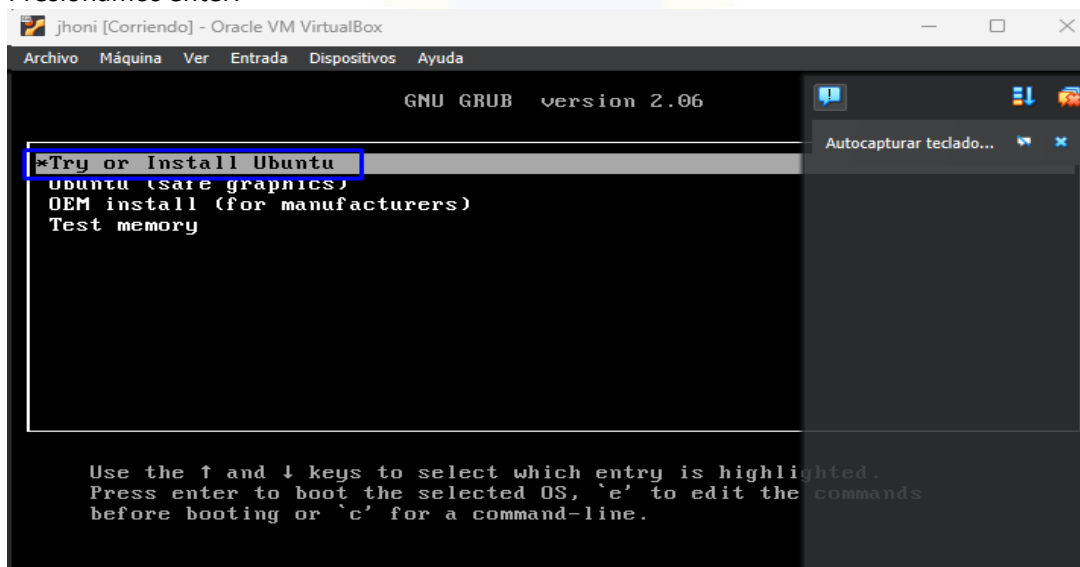 Presionamos enter.
jhoni [Corriendo] - Oracle VM VirtualBox
Archivo Máquina Ver Entrada Dispositivos Ayuda
GNU GRUB version 2.06
Autocapturar teclado...
*Try or Install Ubuntu
Ubuntu (safe graphics)
OEM install (for manufacturers)
Test memory
Use the ↑ and ↓ keys to select which entry is highlighted.
Press enter to boot the selected OS, `e' to edit the commands
before booting or `c' for a command-line.